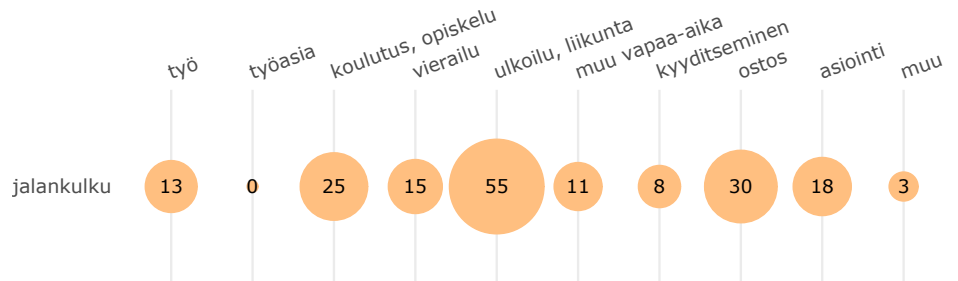 työ
työasia
koulutus, opiskelu
vierailu
ulkoilu, liikunta
muu vapaa-aika
kyyditseminen
ostos
asiointi
muu
jalankulku 13 0 25 15 55 11 8 30 18 3